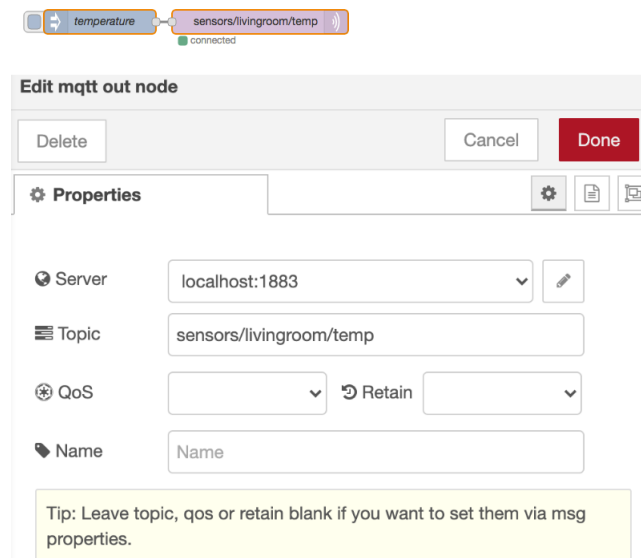 temperature
sensors/livingroom/temp
connected
Edit mqtt out node
Delete
Cancel
Done
Properties
Server
localhost:1883
Topic
sensors/livingroom/temp
QoS
Retain
Name
Name
Tip: Leave topic, qos or retain blank if you want to set them via msg
properties.